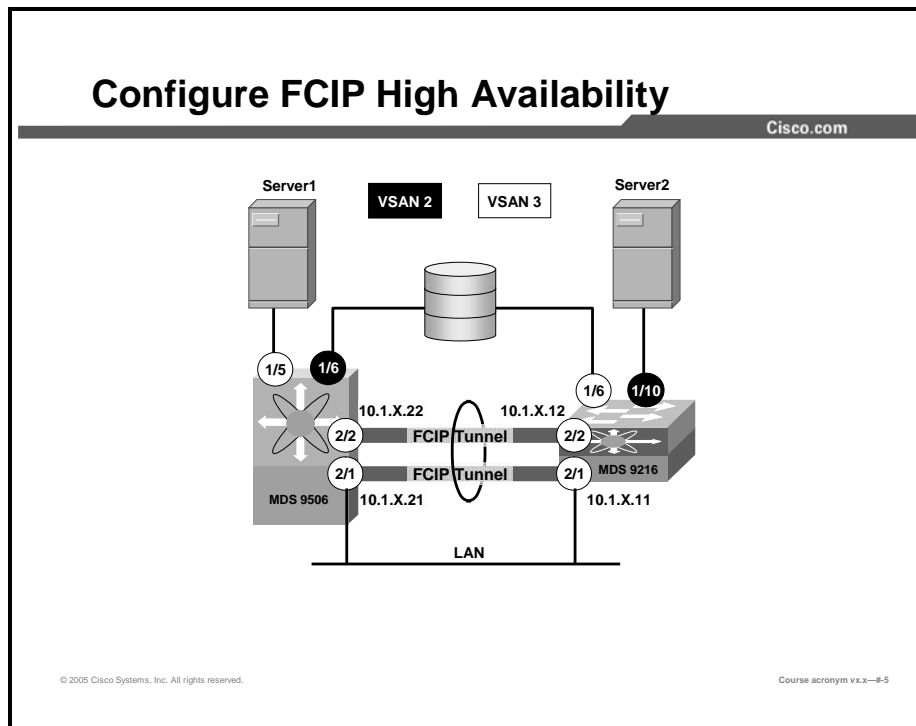 Configure FCIP High Availability
Cisco.com
Server1
VSAN 2
VSAN 3
Server2
1/5
1/6
1/6
1/10
10.1.X.22
10.1.X.12
2/2
FCIP Tunnel
2/2
2/1
FCIP Tunnel
2/1
MDS 9216
MDS 9506
10.1.X.21
10.1.X.11
LAN
© 2005 Cisco Systems, Inc. All rights reserved.
Course acronym vx.x—#-5